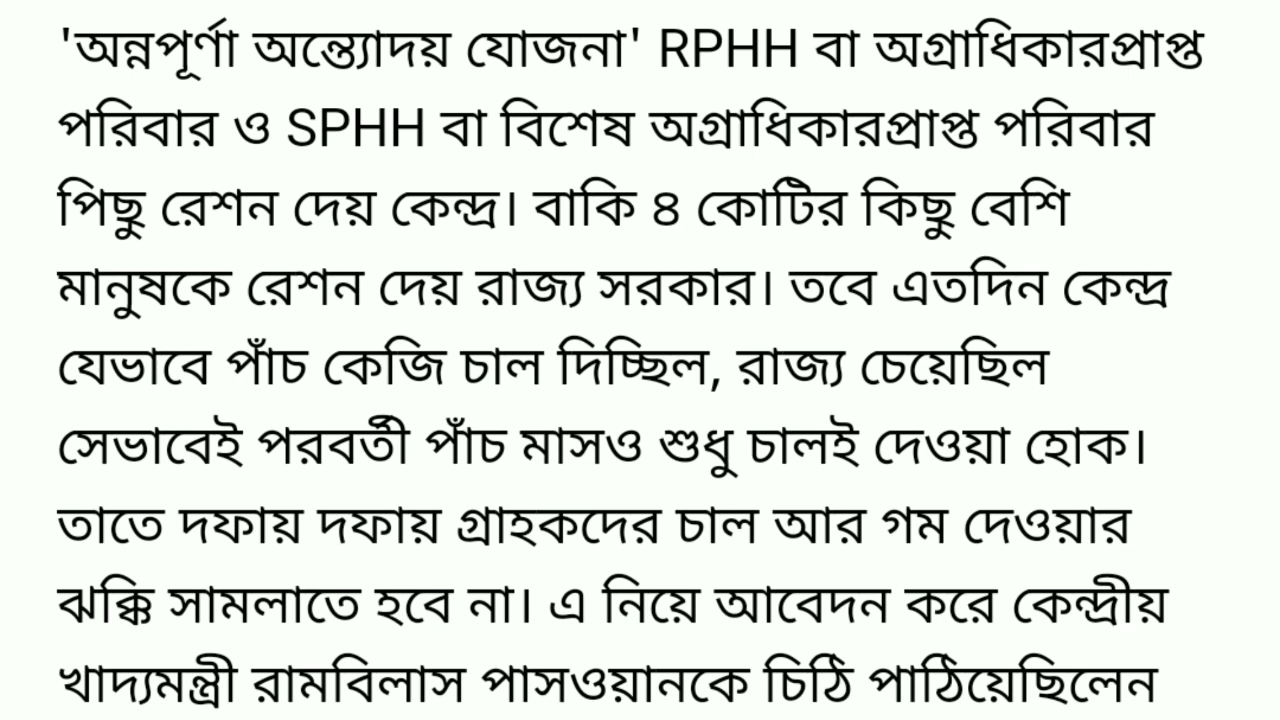 'অন্নপূর্ণা অন্ত্যোদয় যোজনা' RPHH বা অগ্রাধিকারপ্রাপ্ত
পরিবার ও SPHH বা বিশেষ অগ্রাধিকারপ্রাপ্ত পরিবার
পিছু রেশন দেয় কেন্দ্র। বাকি ৪ কোটির কিছু বেশি
মানুষকে রেশন দেয় রাজ্য সরকার। তবে এতদিন কেন্দ্র
যেভাবে পাঁচ কেজি চাল দিচ্ছিল, রাজ্য চেয়েছিল
সেভাবেই পরবর্তী পাঁচ মাসও শুধু চালই দেওয়া হোক।
তাতে দফায় দফায় গ্রাহকদের চাল আর গম দেওয়ার
ঝক্কি সামলাতে হবে না। এ নিয়ে আবেদন করে কেন্দ্রীয়
খাদ্যমন্ত্রী রামবিলাস পাসওয়ানকে চিঠি পাঠিয়েছিলেন